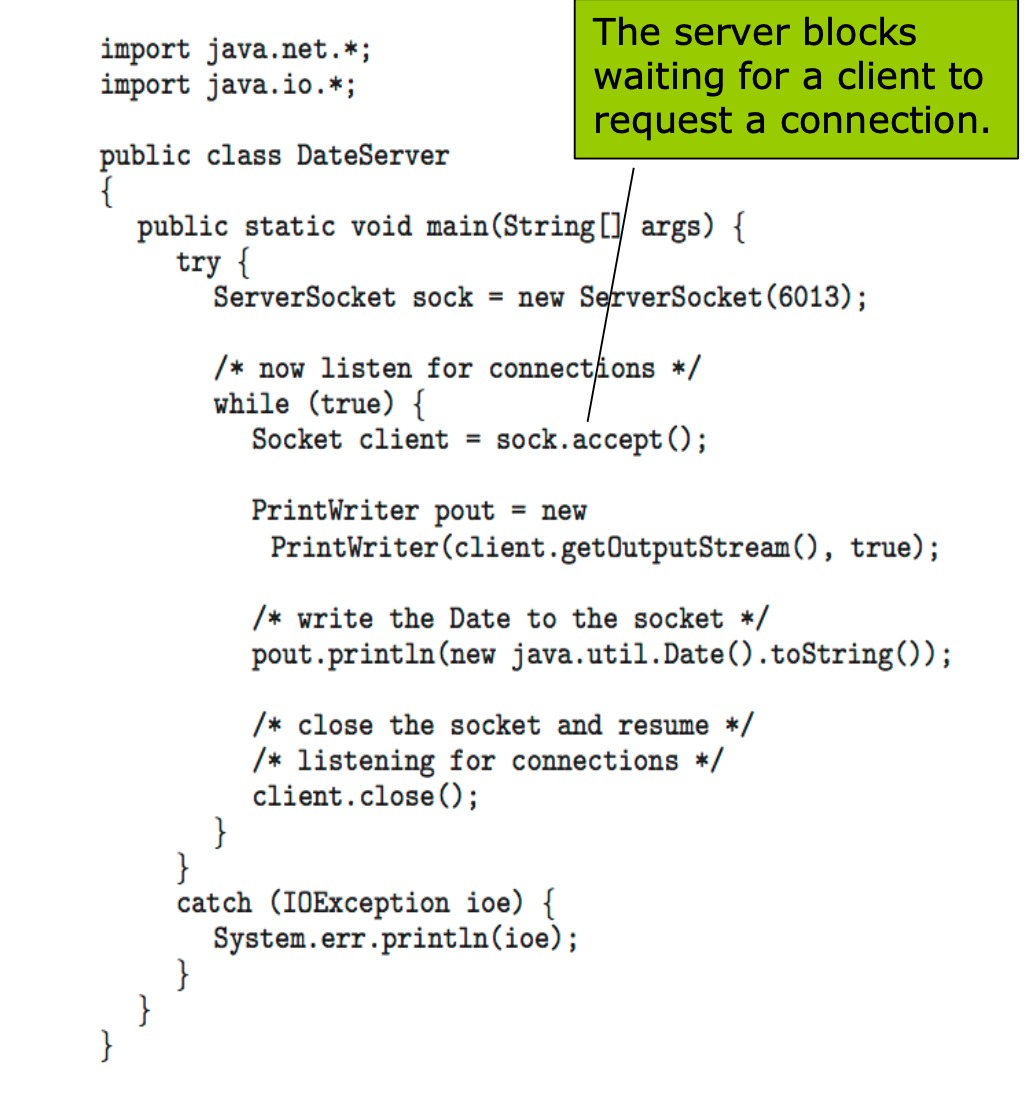 The server blocks
waiting for a client to
request a connection.
import java.net.*;
import java.io.*;
public class DateServer
{
public static void main(String[] args) {
try {
ServerSocket sock = new ServerSocket(6013);
/* now listen for connections */
while (true) {
Socket client = sock.accept();
PrintWriter pout = new
PrintWriter(client.getOutputStream(), true);
/* write the Date to the socket */
pout.println(new java.util.Date().toString());
/* close the socket and resume */
/* listening for connections */
client.close();
}
}
catch (IOException ioe) {
System.err.println(ioe);
}
}
}